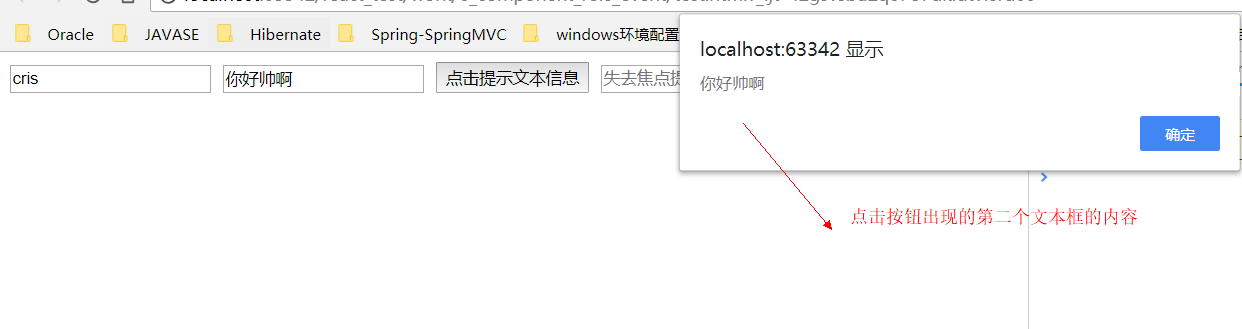 Oracle JAVASE Hibernate Spring-SpringMVC windows环境配置
localhost:63342 显示
cris 你好帅啊 点击提示文本信息 失去焦点提
你好帅啊
确定
点击按钮出现的第二个文本框的内容